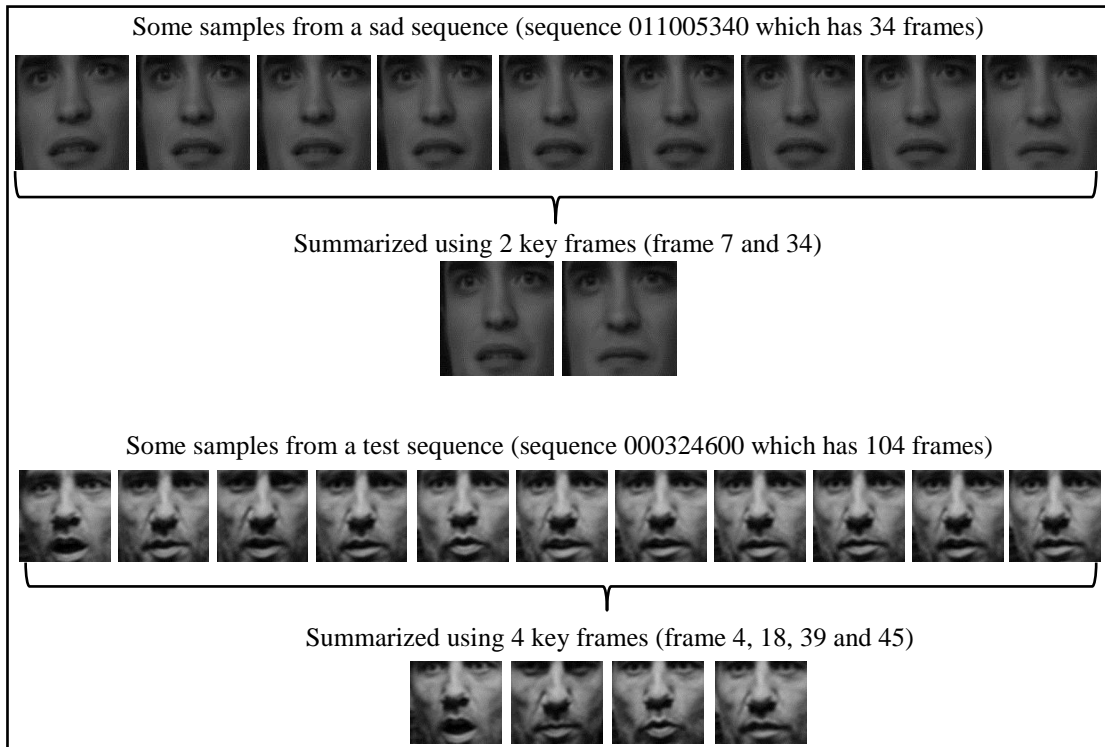 Some samples from a sad sequence (sequence 011005340 which has 34 frames)
Summarized using 2 key frames (frame 7 and 34)
Some samples from a test sequence (sequence 000324600 which has 104 frames)
Summarized using 4 key frames (frame 4, 18, 39 and 45)